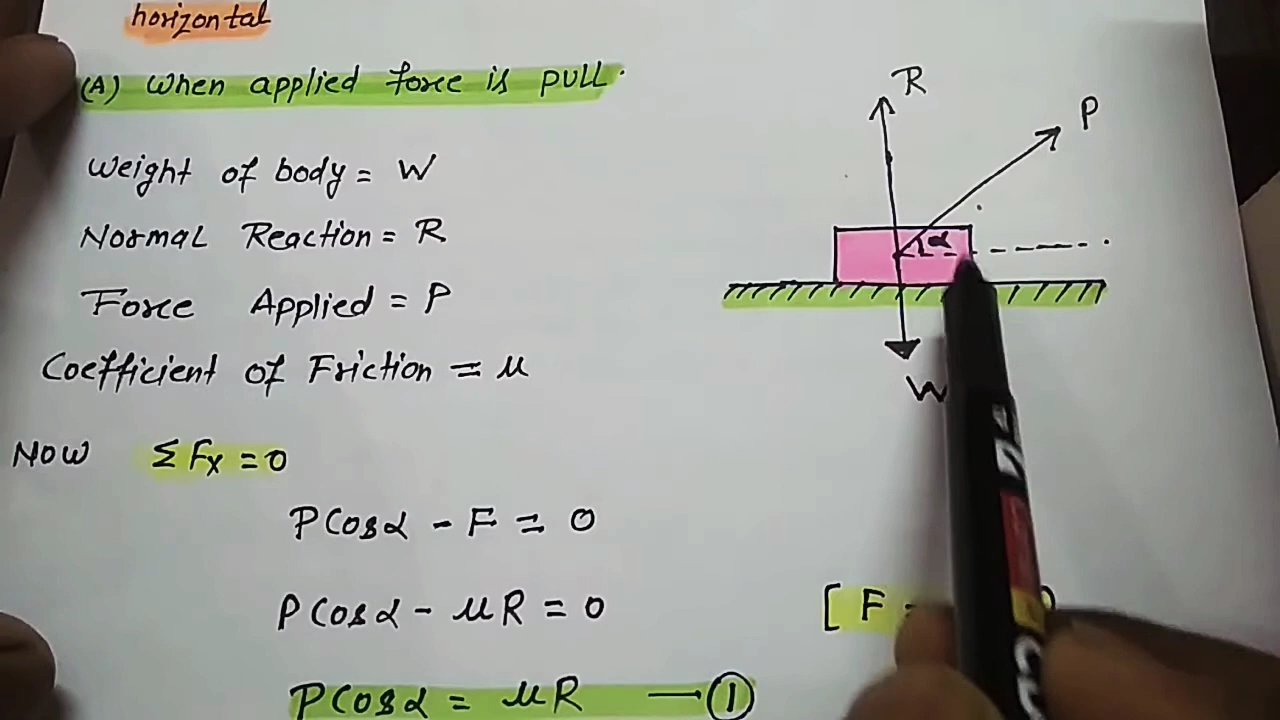 horizontal
(A) When applied force is PULL.
Weight of body = W
Normal Reaction = R
Force Applied = P
Coefficient of Friction = μ
Now ΣFx = 0
Pcosα - F = 0
Pcosα - μR = 0
[F =
Pcosα = μR —①
R
P
α
W